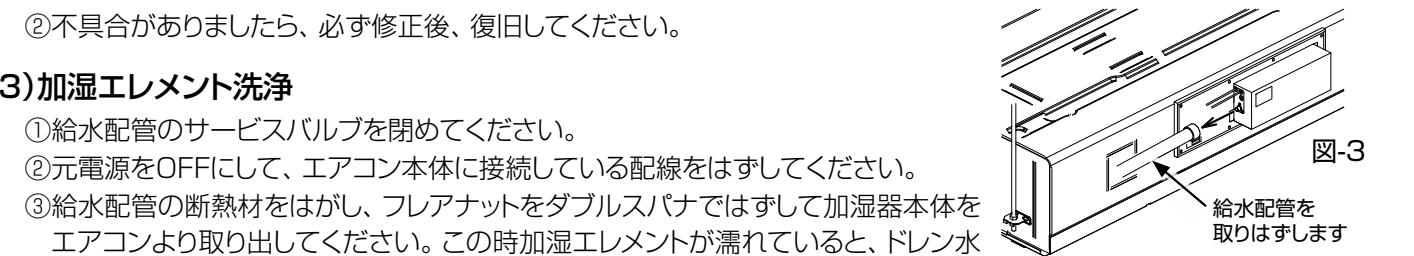 ②不具合がありましたら、必ず修正後、復旧してください。
3)加湿エレメント洗浄
①給水配管のサービスバルブを閉めてください。
②元電源をOFFにして、エアコン本体に接続している配線をはずしてください。
③給水配管の断熱材をはがし、フレアナットをダブルスパナではずして加湿器本体を
エアコンより取り出してください。この時加湿エレメントが濡れていると、ドレン水
図-3
給水配管を
取りはずします